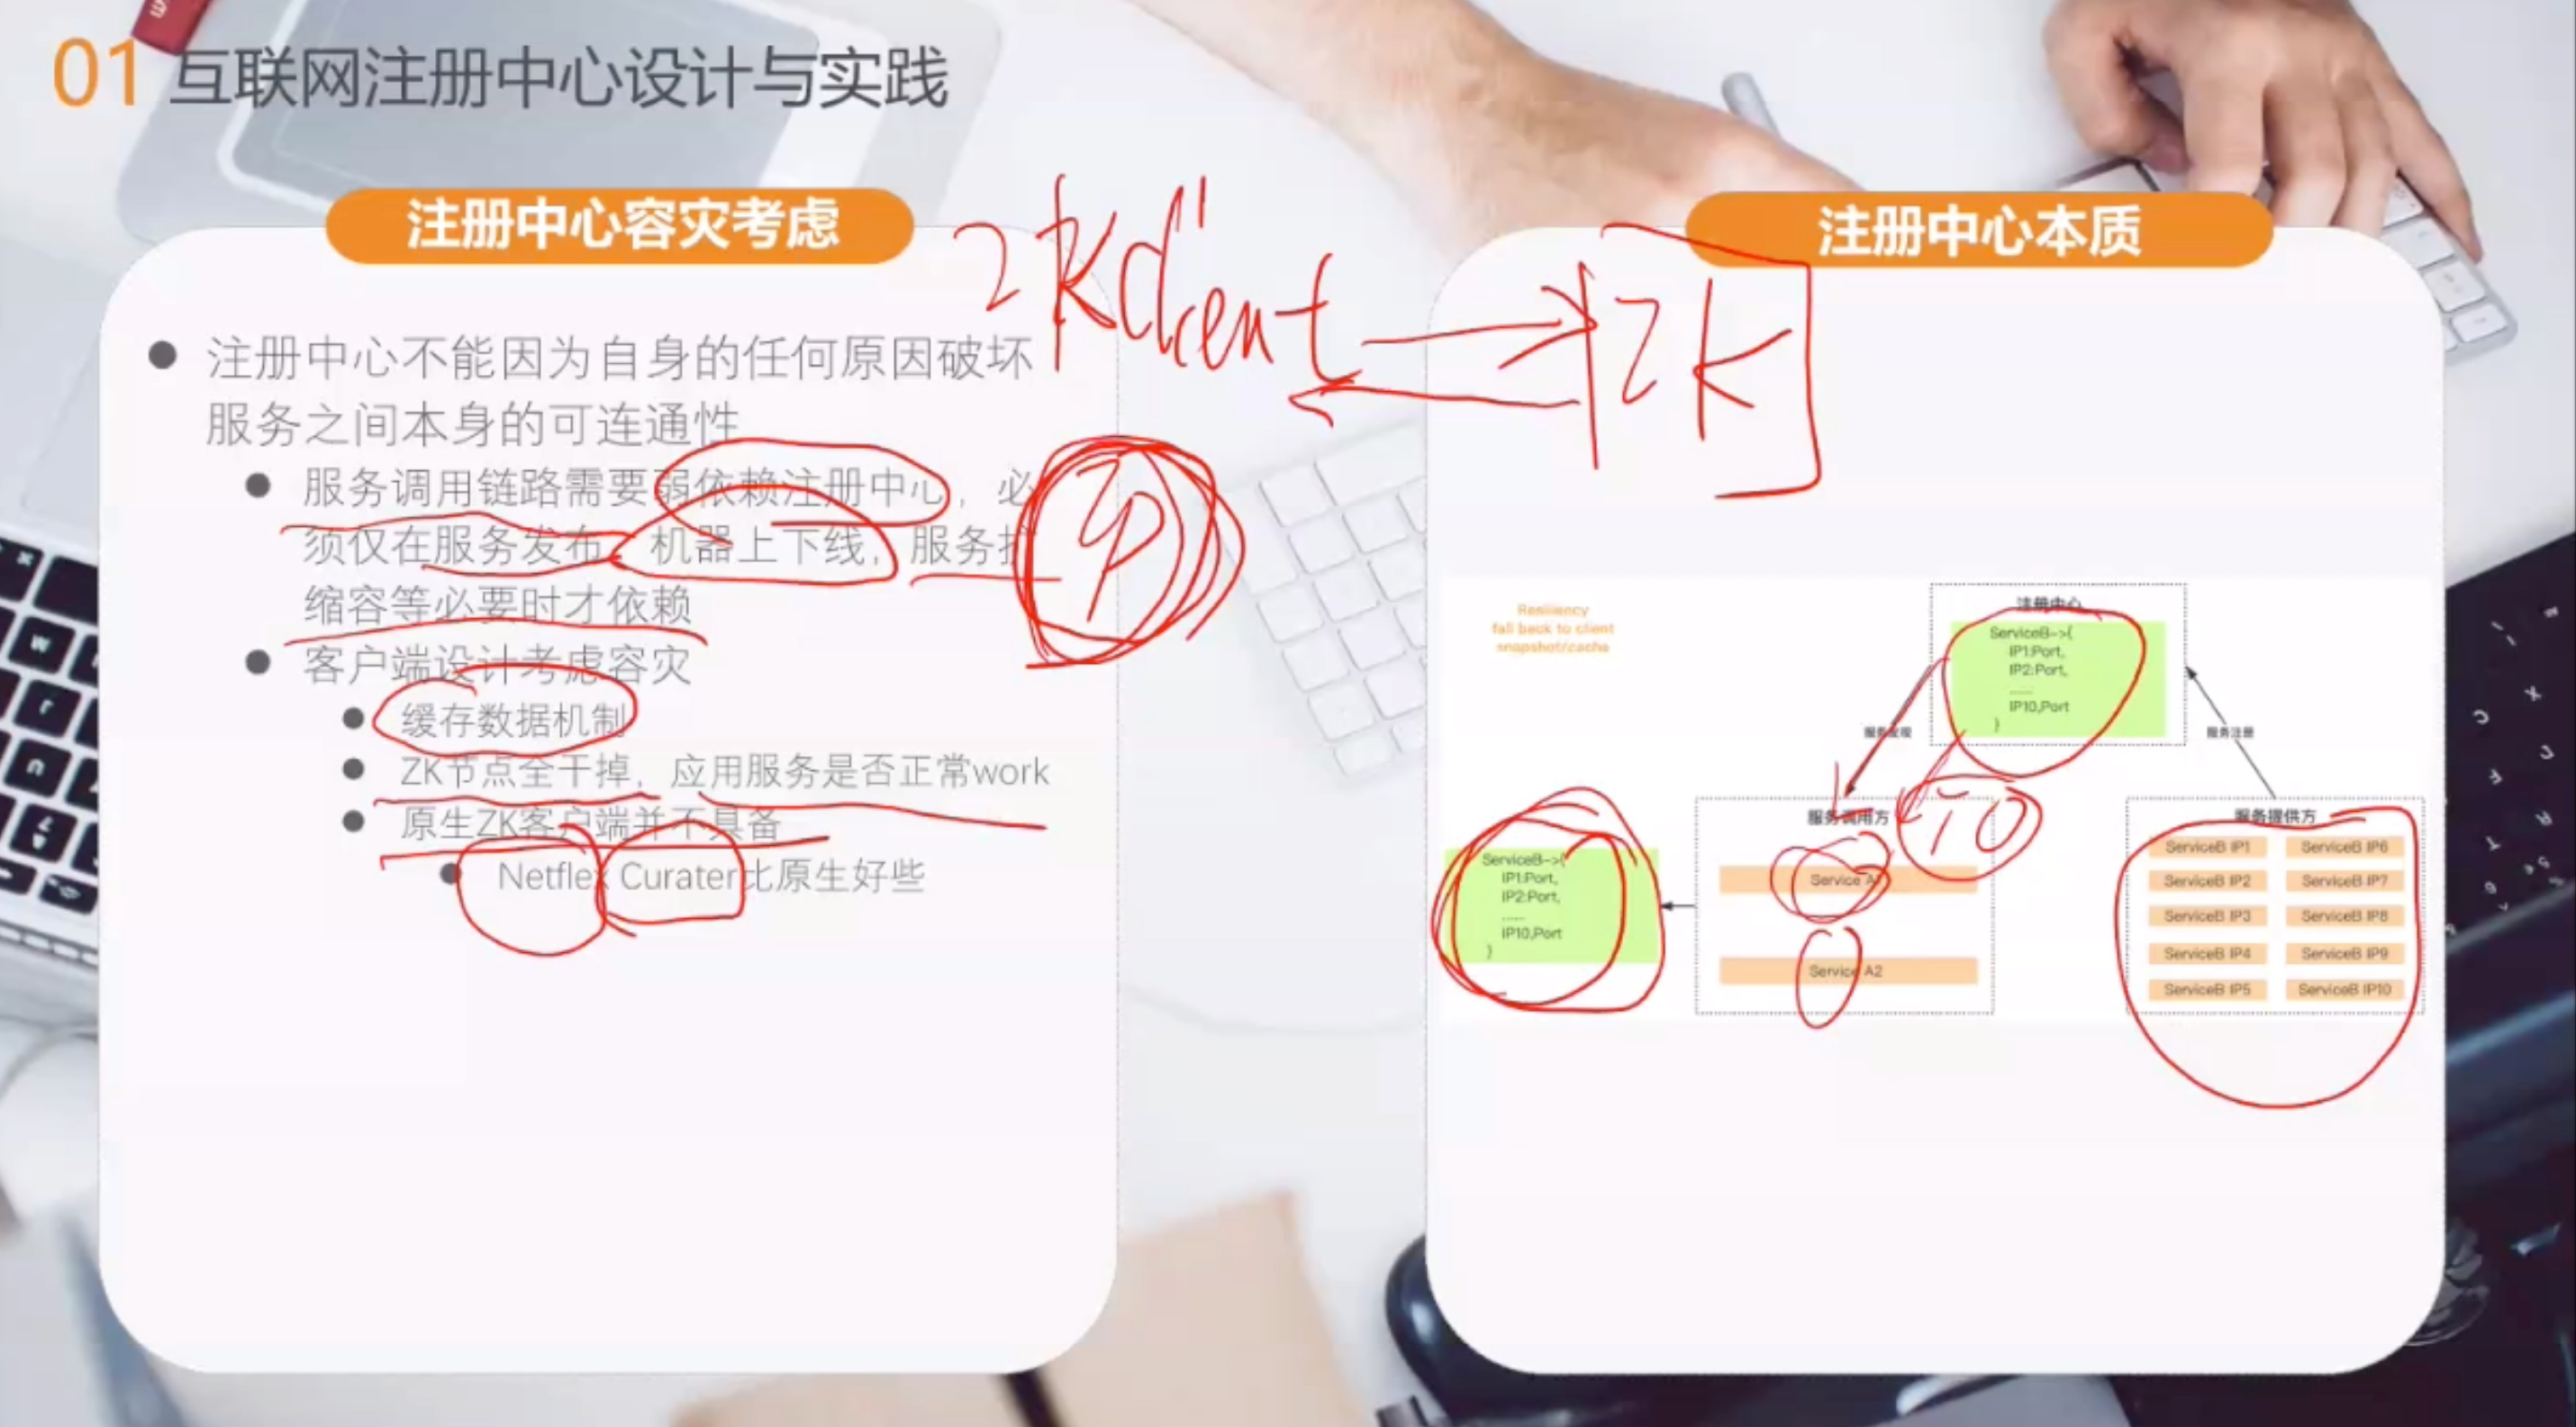 01 互联网注册中心设计与实践
注册中心容灾考虑
注册中心不能因为自身的任何原因破坏
服务之间本身的可连通性
服务调用链路需要弱依赖注册中心，必
须仅在服务发布，机器上下线，服务扩
缩容等必要时才依赖
客户端设计考虑容灾
缓存数据机制
ZK节点全干掉，应用服务是否正常work
原生ZK客户端并不具备
Netflex Curater比原生好些
ZKclient
ZK
注册中心本质
Resiliency
fall back to client
snapshot/cache
注册中心
ServiceB->{
IP1:Port,
IP2:Port,
......
IP10,Port
}
服务发现
服务注册
10
ServiceB->{
IP1:Port,
IP2:Port,
......
IP10,Port
}
服务调用方
Service A1
Service A2
服务提供方
ServiceB IP1
ServiceB IP6
ServiceB IP2
ServiceB IP7
ServiceB IP3
ServiceB IP8
ServiceB IP4
ServiceB IP9
ServiceB IP5
ServiceB IP10